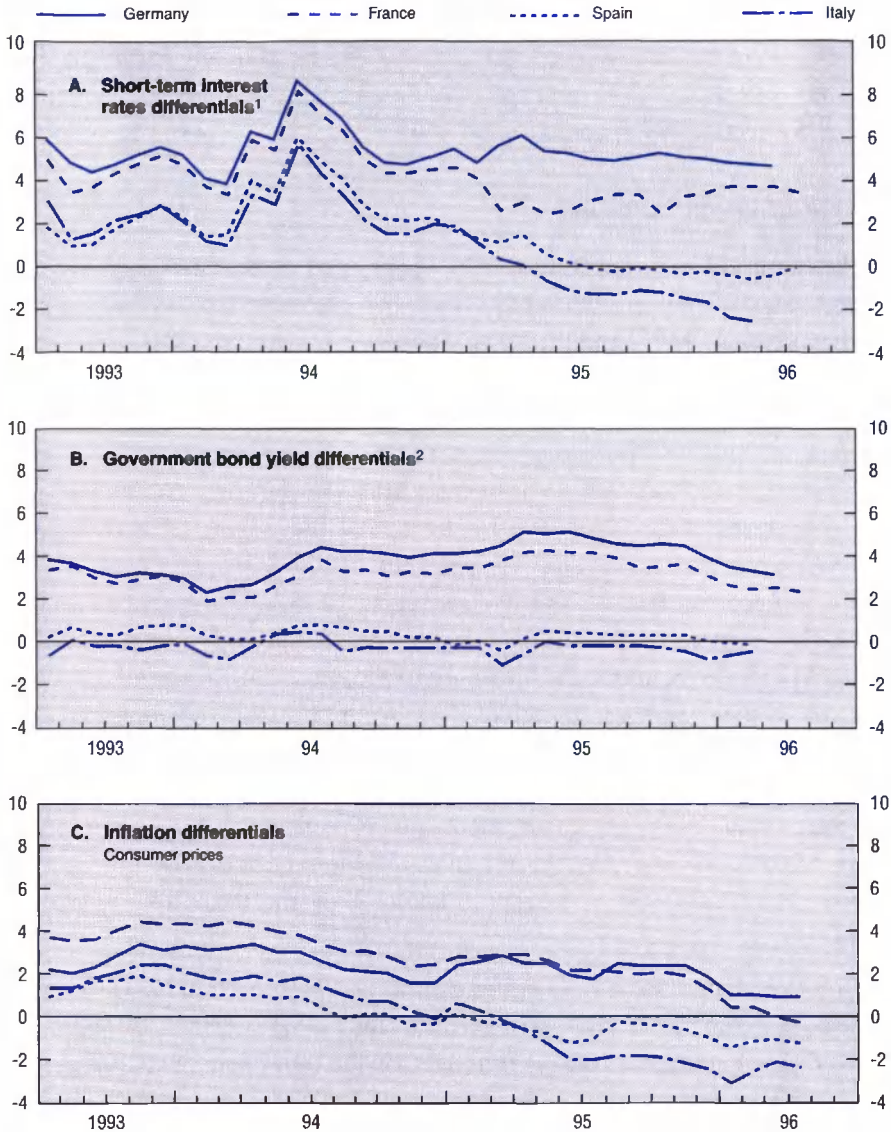 Germany France Spain Italy
10 10
A. Short-term interest
rates differentials¹
8 8
6 6
4 4
2 2
0 0
-2 -2
-4 -4
1993 94 95 96
10 10
B. Government bond yield differentials²
8 8
6 6
4 4
2 2
0 0
-2 -2
-4 -4
1993 94 95 96
10 10
C. Inflation differentials
Consumer prices
8 8
6 6
4 4
2 2
0 0
-2 -2
-4 -4
1993 94 95 96